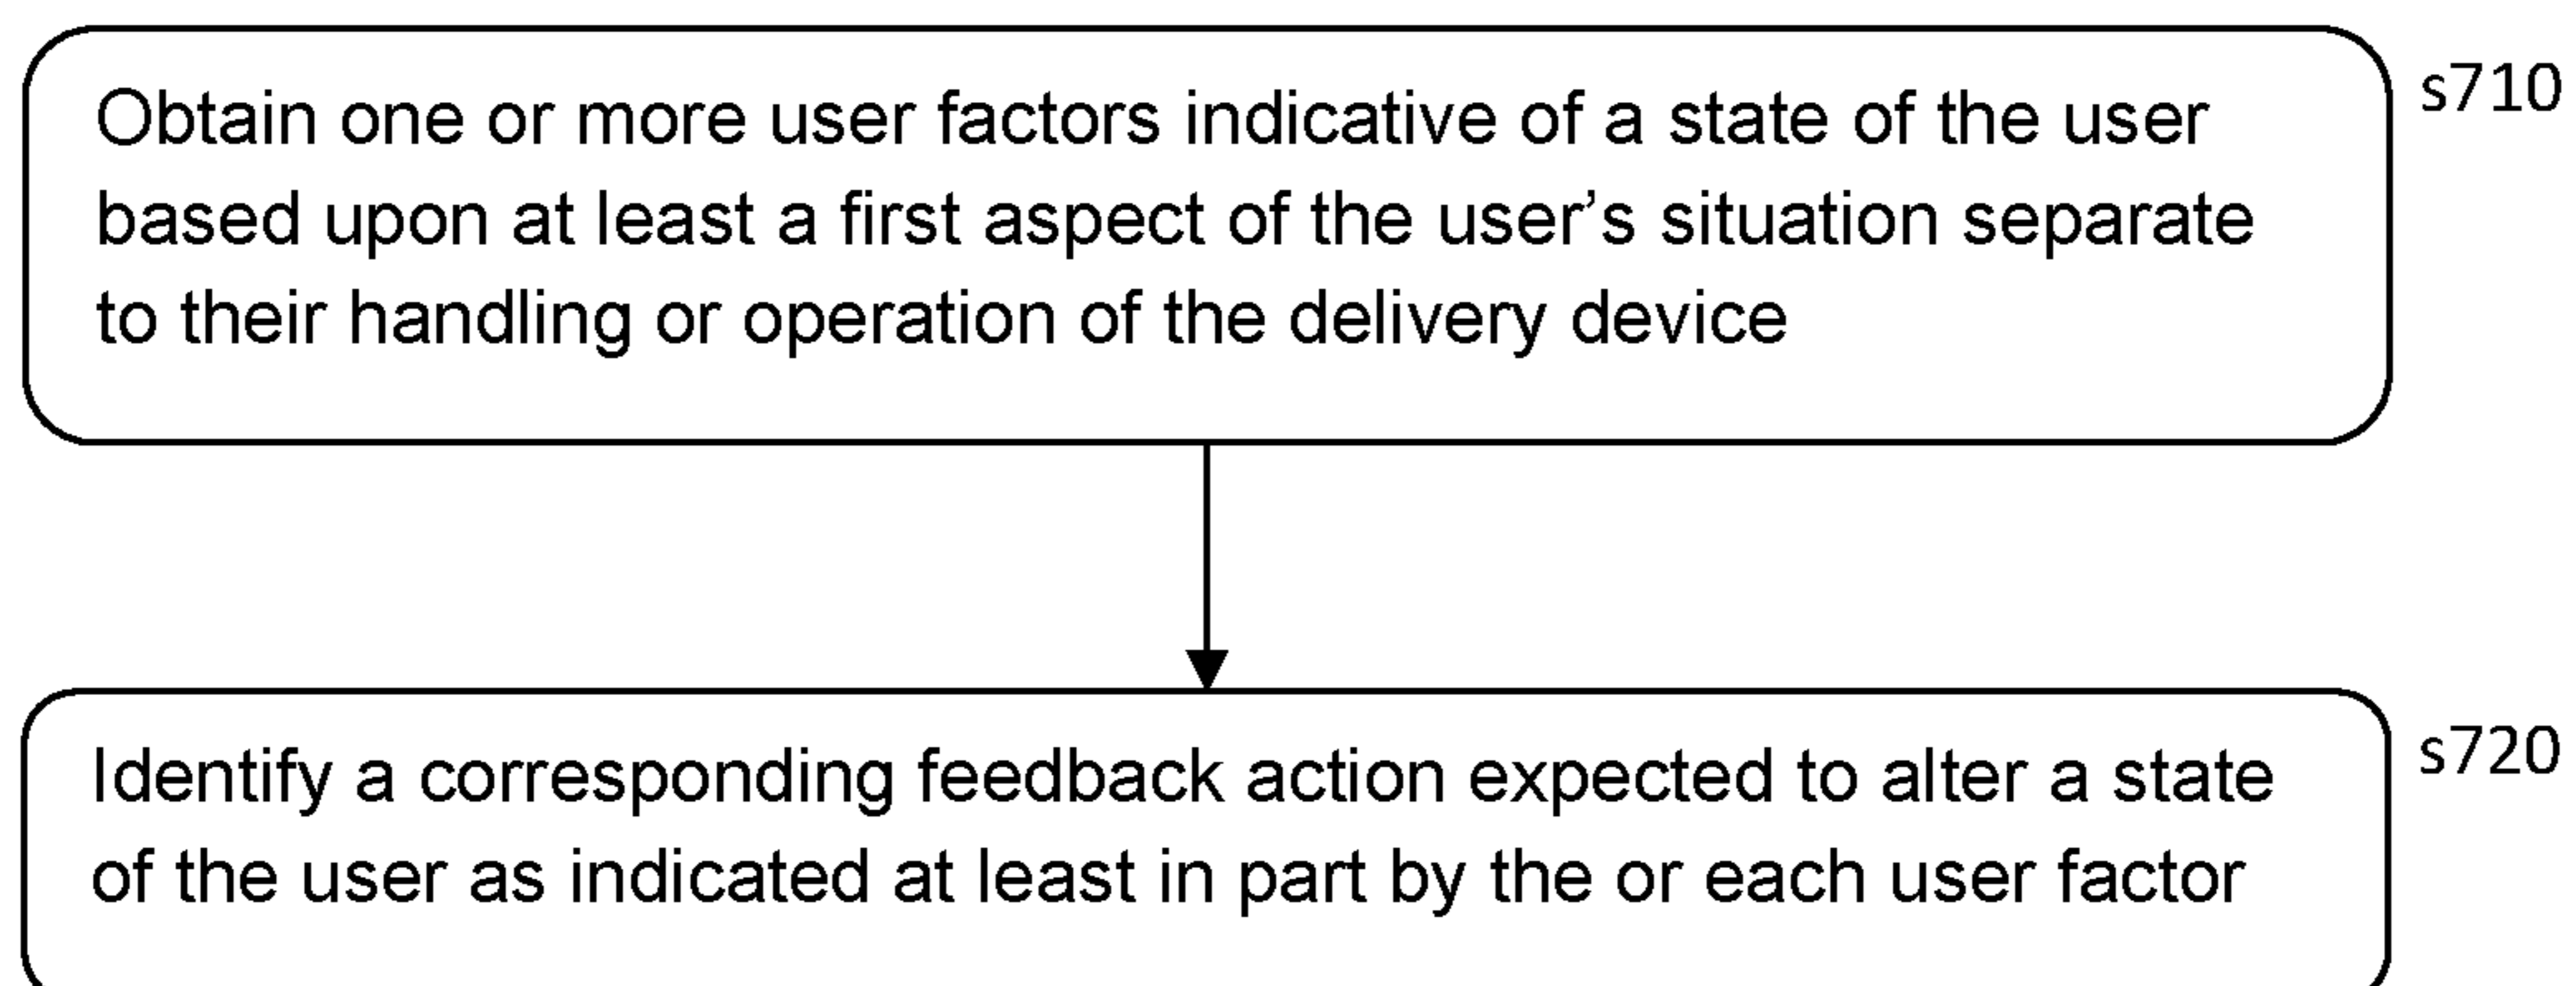 Obtain one or more user factors indicative of a state of the user
based upon at least a first aspect of the user’s situation separate
to their handling or operation of the delivery device
s710
Identify a corresponding feedback action expected to alter a state
of the user as indicated at least in part by the or each user factor
s720